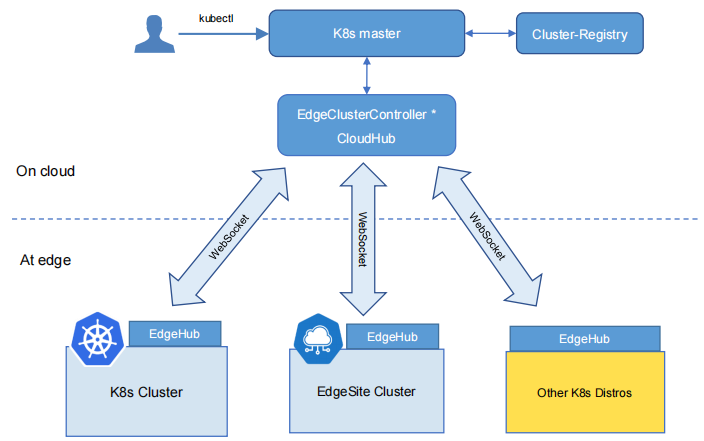 kubectl
K8s master
Cluster-Registry
EdgeClusterController *
CloudHub
On cloud
WebSocket
WebSocket
WebSocket
At edge
EdgeHub
EdgeHub
EdgeHub
K8s Cluster
EdgeSite Cluster
Other K8s Distros